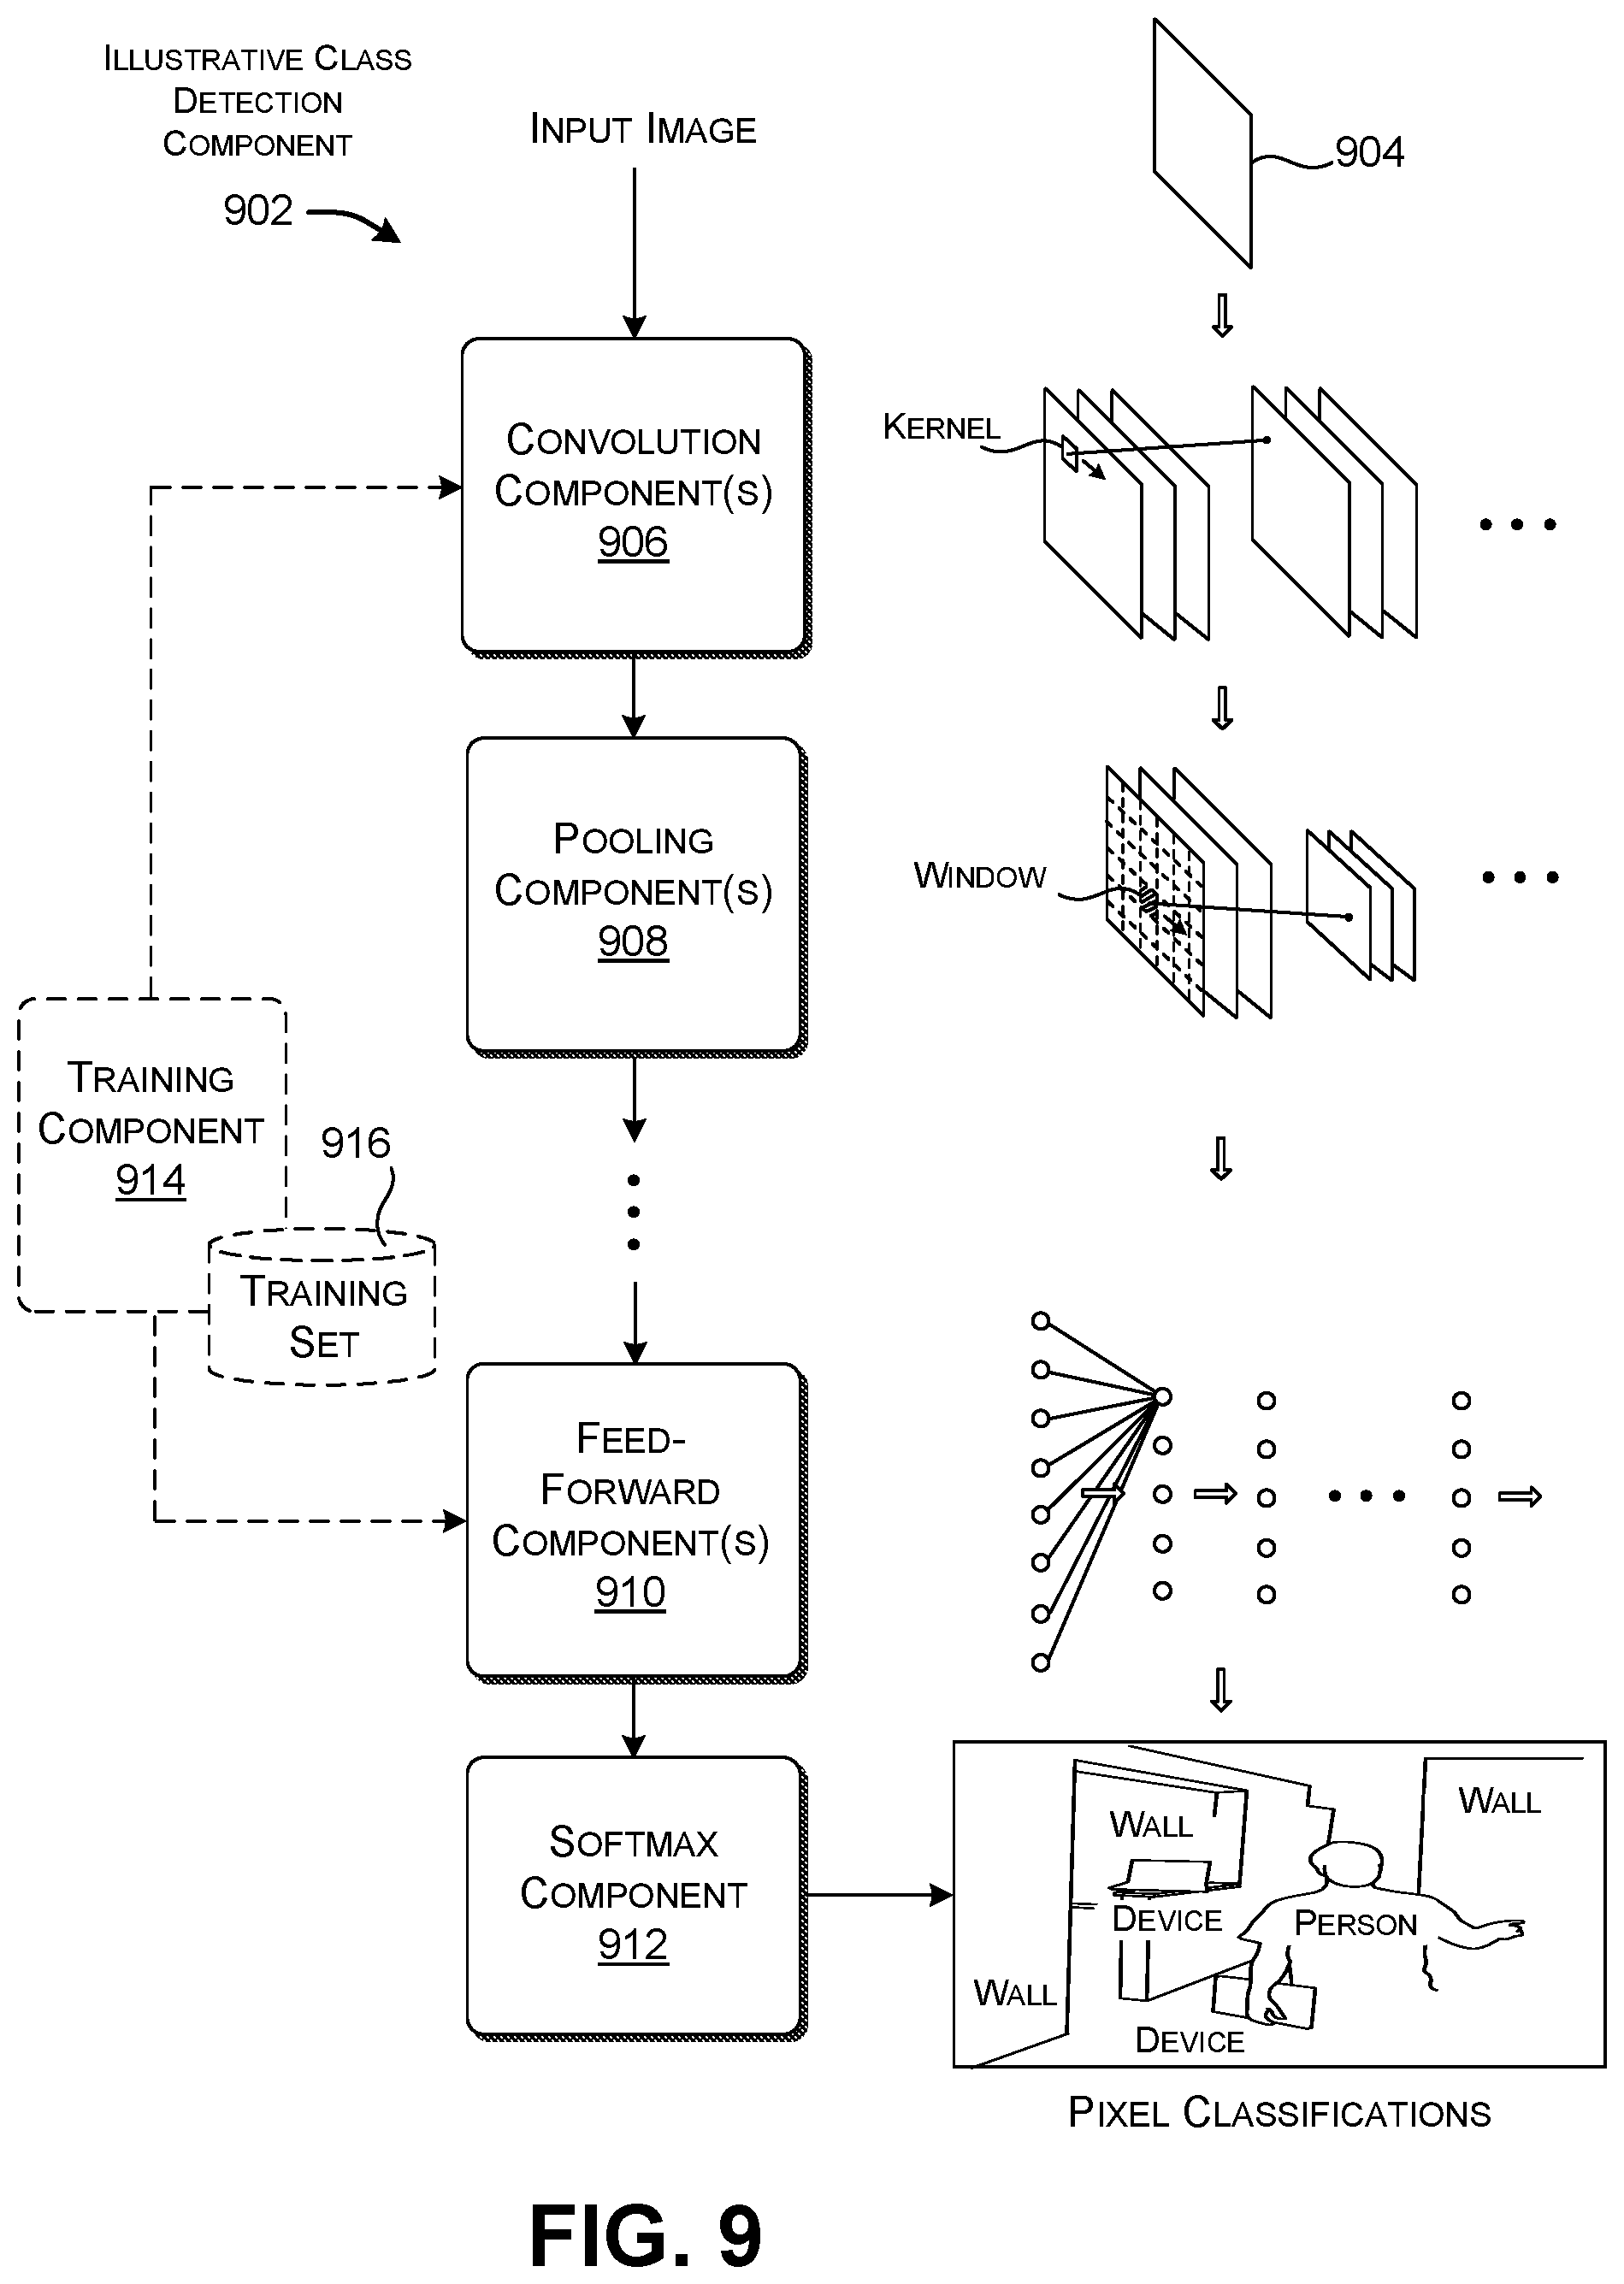 ILLUSTRATIVE CLASS
DETECTION
COMPONENT
902
INPUT IMAGE
904
CONVOLUTION
COMPONENT(S)
906
KERNEL
POOLING
COMPONENT(S)
908
WINDOW
TRAINING
COMPONENT
914
916
TRAINING
SET
FEED-
FORWARD
COMPONENT(S)
910
SOFTMAX
COMPONENT
912
WALL
WALL
DEVICE
PERSON
WALL
DEVICE
PIXEL CLASSIFICATIONS
FIG. 9